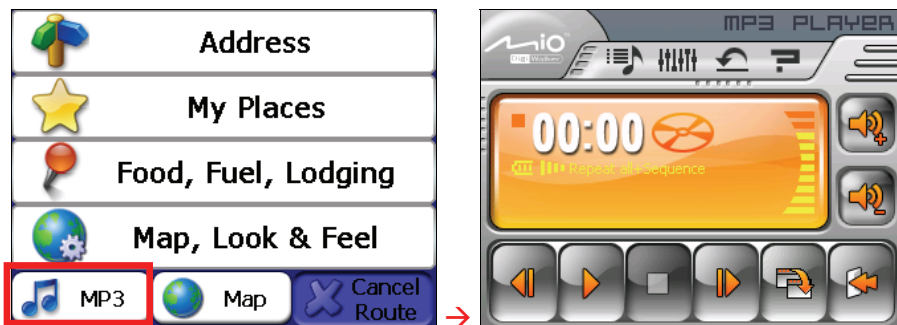 Address
My Places
Food, Fuel, Lodging
Map, Look & Feel
MP3
Map
Cancel
Route
→
MP3 PLAYER
Mio
DigiWalker
00:00
Repeat all+Sequence